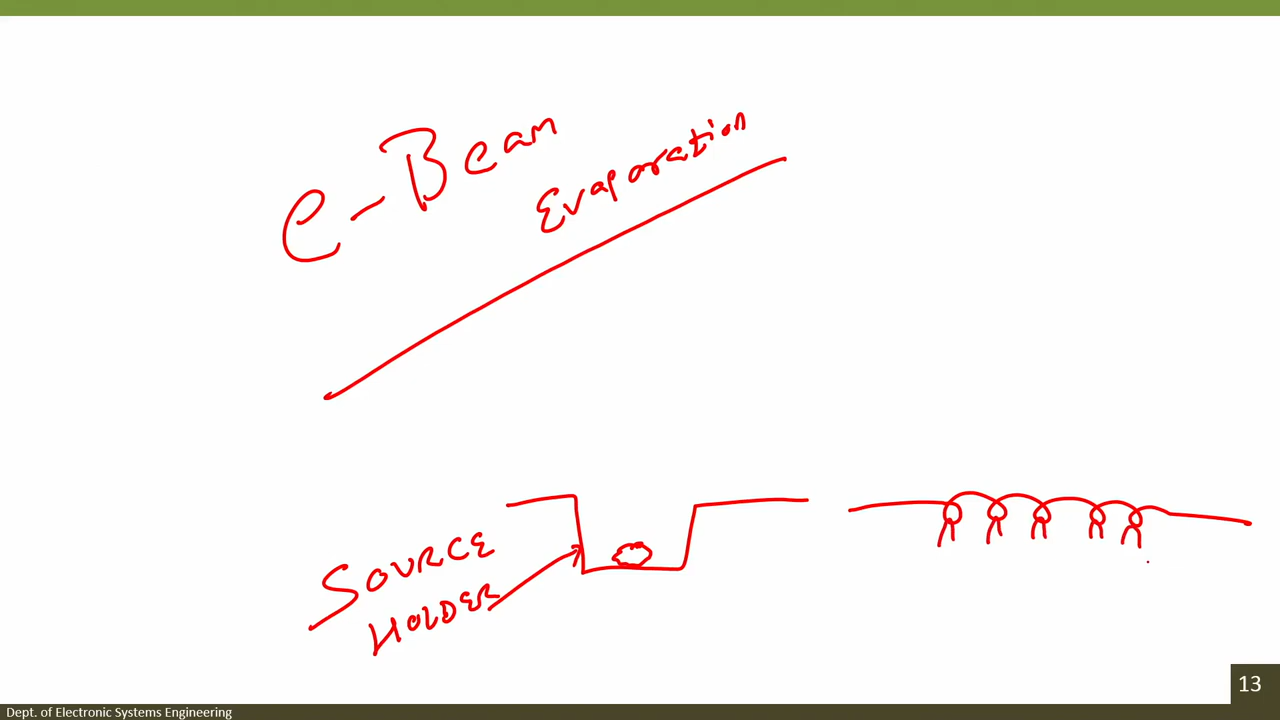 e-Beam
Evaporation
SOURCE
HOLDER
13
Dept. of Electronic Systems Engineering